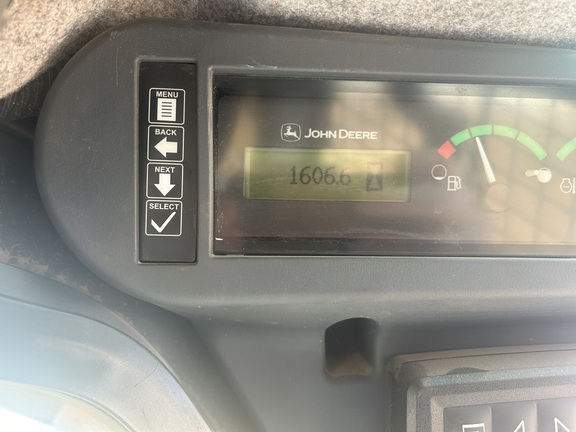 MENU
BACK
NEXT
SELECT
JOHN DEERE
1606.6